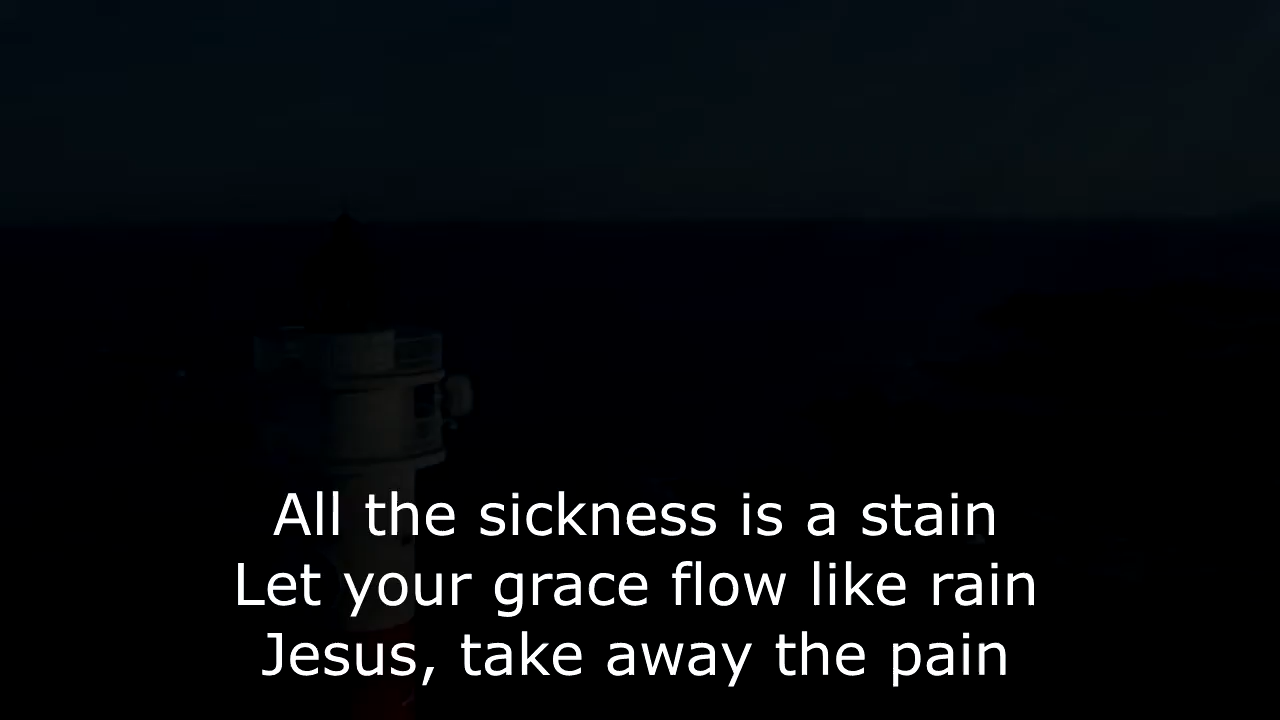 All the sickness is a stain
Let your grace flow like rain
Jesus, take away the pain